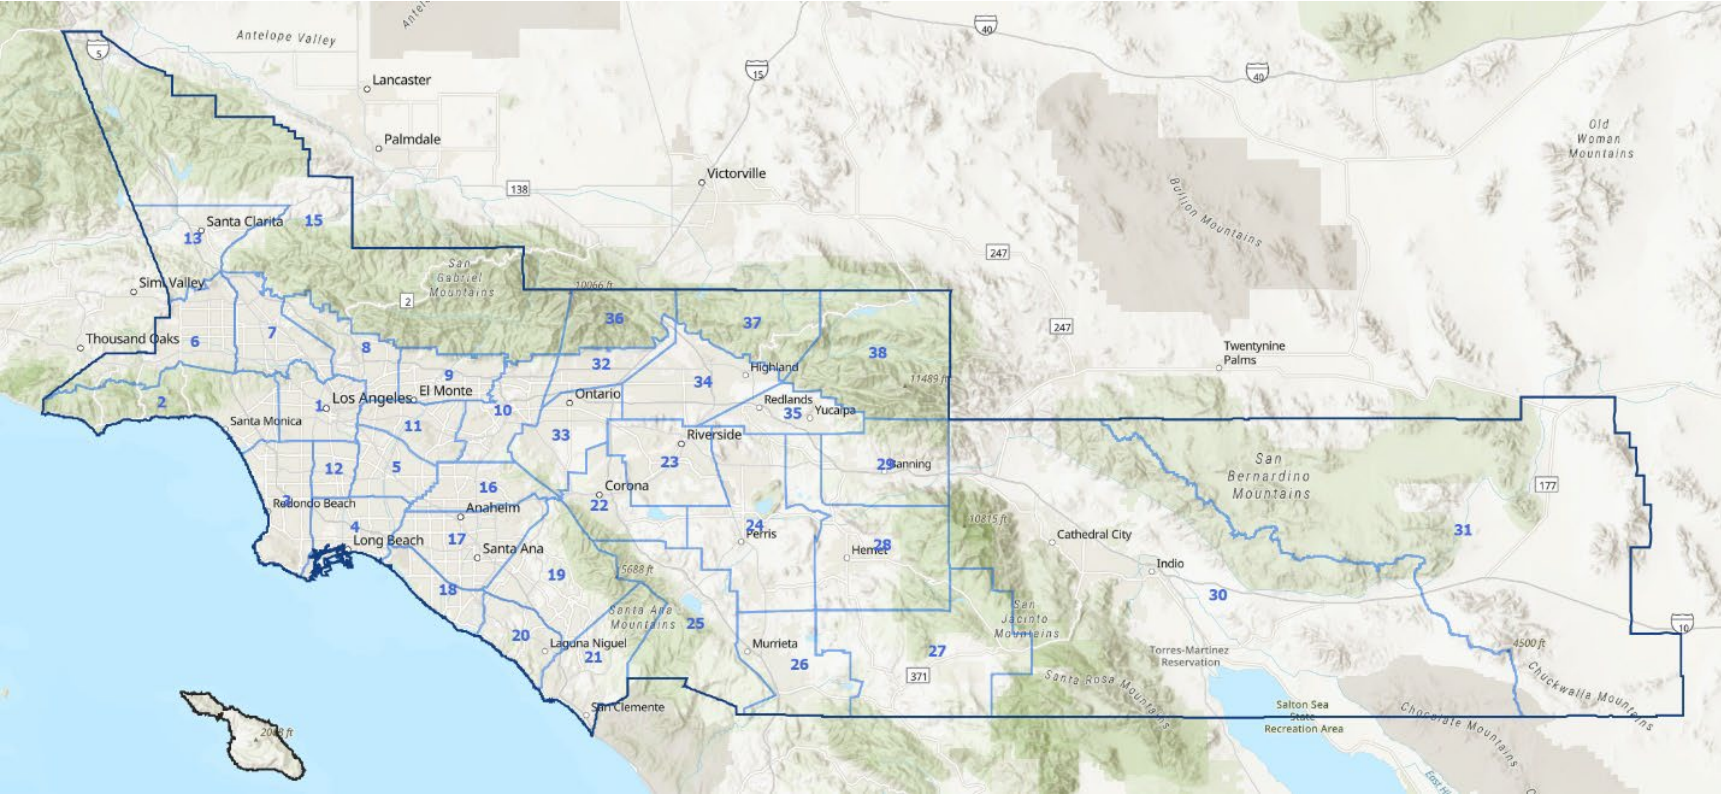 Antelope Valley
5
Lancaster
Palmdale
138
Victorville
15
40
40
Old
Woman
Mountains
Bullion Mountains
247
247
Twentynine
Palms
Santa Clarita
15
13
Simi Valley
San
Gabriel
Mountains
2
10066 ft
36
37
38
Thousand Oaks
6
7
8
32
9
Highland
34
11489 ft
El Monte
Ontario
2
1
Los Angeles
10
Redlands
35
Yucaipa
Santa Monica
11
33
Riverside
12
5
23
29
Banning
San
Bernardino
Mountains
177
16
Corona
3
Redondo Beach
22
Anaheim
4
24
Perris
10815 ft
31
Long Beach
17
Santa Ana
28
Hemet
Cathedral City
Indio
19
5688 ft
18
30
Santa Ana
Mountains
25
San
Jacinto
Mountains
10
20
Laguna Niguel
21
Murrieta
26
27
371
Torres-Martinez
Reservation
4500 ft
Chuckwalla Mountains
Santa Rosa Mountains
San Clemente
Salton Sea
State
Recreation Area
Chocolate Mountains